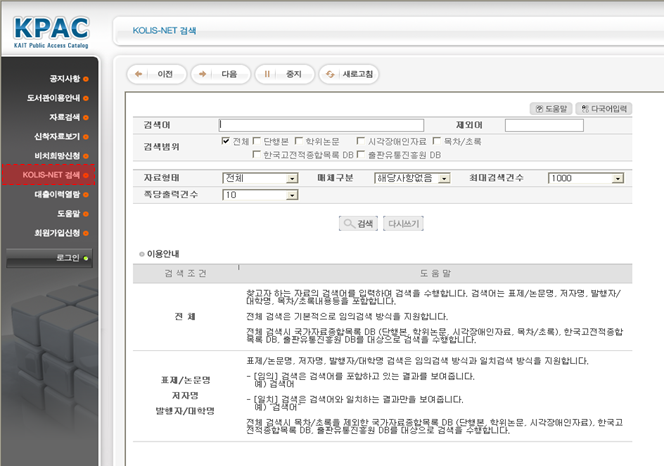 KPAC
KAIT Public Access Catalog
KOLIS-NET 검색
이전
다음
중지
새로고침
공지사항
도서관이용안내
자료검색
신착자료보기
비치희망신청
KOLIS-NET 검색
대출이력열람
도움말
회원가입신청
로그인
도움말 다국어입력
검색어 제외어
검색범위 전체 단행본 학위논문 시각장애인자료 목차/초록
한국고전적종합목록 DB 출판유통진흥원 DB
자료형태 전체 매체구분 해당사항없음 최대검색건수 1000
쪽당출력건수 10
검색 다시쓰기
이용안내
검색조건 도움말
전 체
찾고자 하는 자료의 검색어를 입력하며 검색을 수행합니다. 검색어는 표제/논문명, 저자명, 발행자/
대학명, 목차/초록내용등을 포함합니다.
전체 검색은 기본적으로 임의검색 방식을 지원합니다.
전체 검색시 국가자료종합목록 DB (단행본, 학위논문, 시각장애인자료, 목차/초록), 한국고전적종합
목록 DB, 출판유통진흥원 DB를 대상으로 검색을 수행합니다.
표제/논문명
저자명
발행자/대학명
표제/논문명, 저자명, 발행자/대학명 검색은 임의검색 방식과 일치검색 방식을 지원합니다.
- [임의] 검색은 검색어를 포함하고 있는 결과를 보여줍니다.
예) 검색어
- [일치] 검색은 검색어와 일치하는 결과만을 보여줍니다.
예) ˝검색어˝
전체 검색시 목차/초록을 제외한 국가자료종합목록 DB (단행본, 학위논문, 시각장애인자료), 한국고
전적종합목록 DB, 출판유통진흥원 DB를 대상으로 검색을 수행합니다.